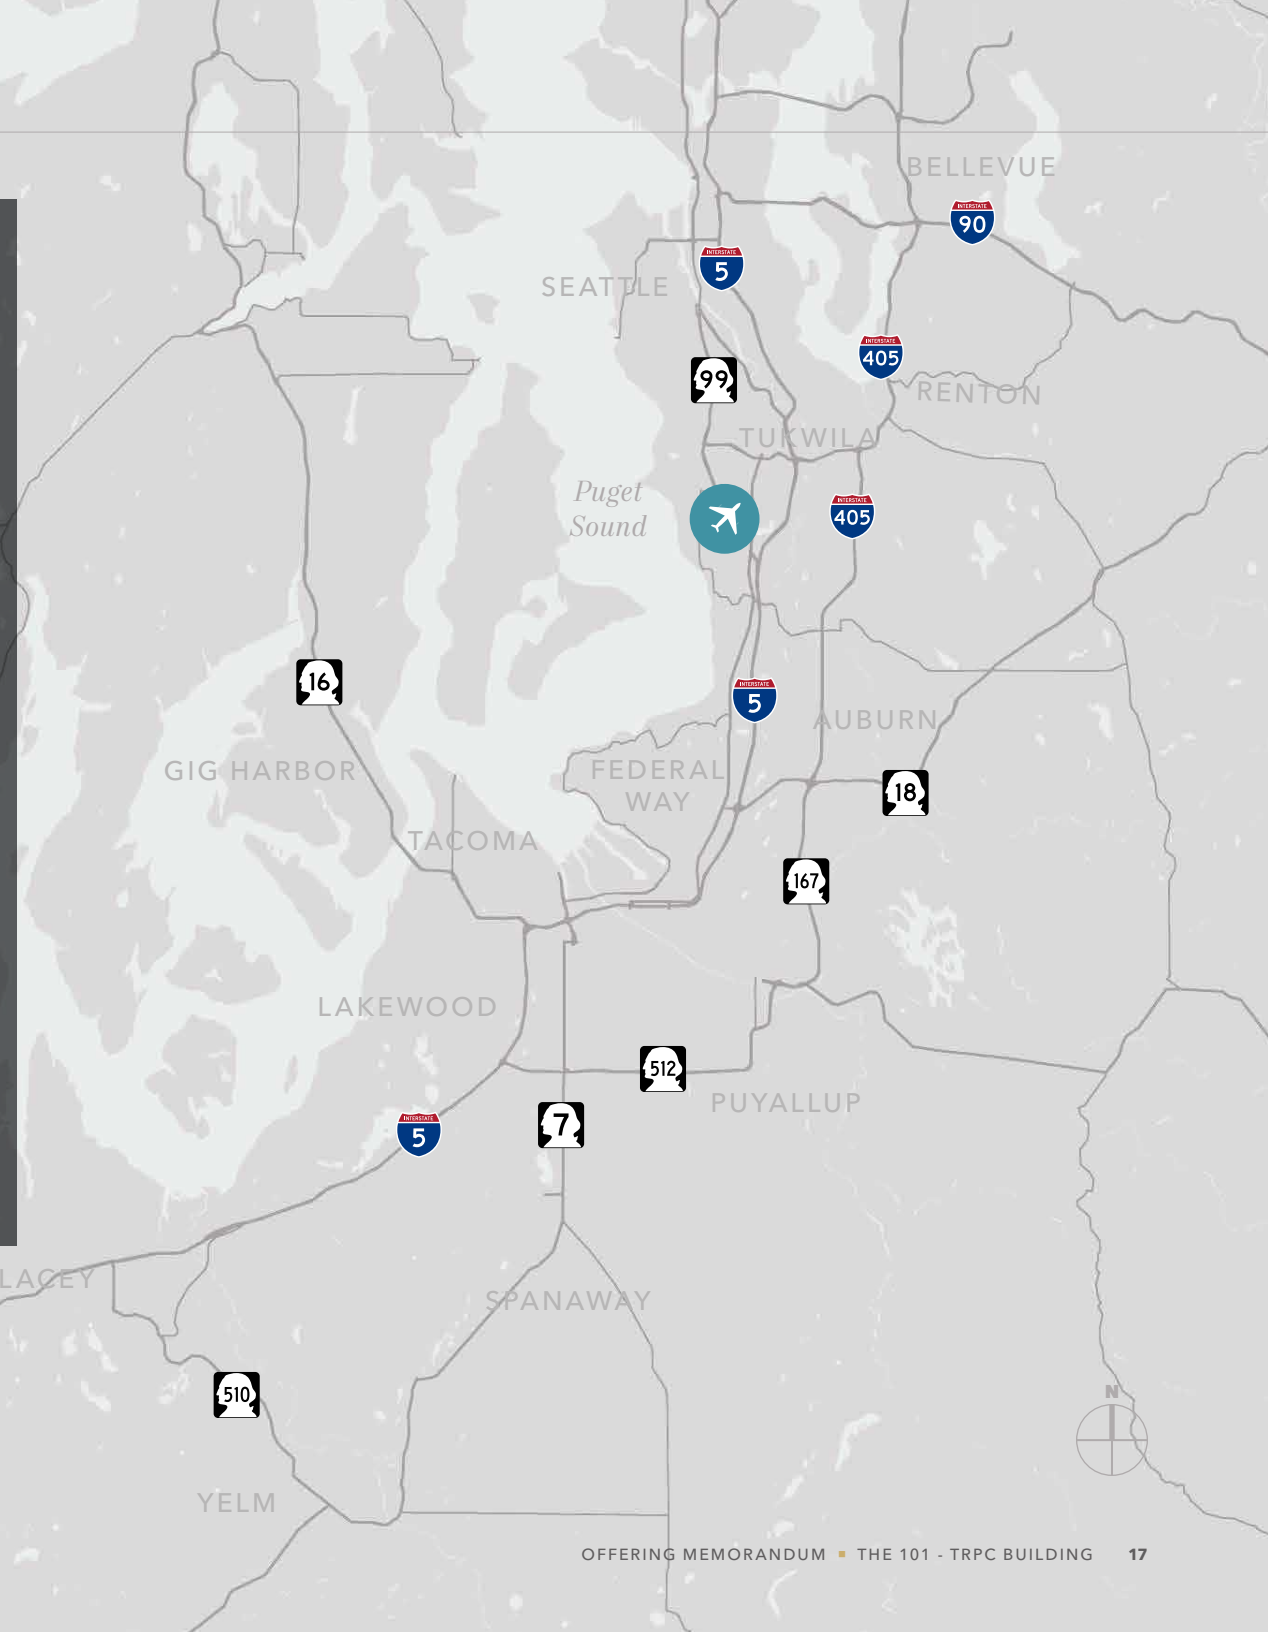 BELLEVUE
INTERSTATE
90
INTERSTATE
5
SEATTLE
INTERSTATE
405
99
RENTON
TUKWILA
Puget
Sound
INTERSTATE
405
16
INTERSTATE
5
AUBURN
GIG HARBOR
FEDERAL
WAY
18
TACOMA
167
LAKEWOOD
512
PUYALLUP
7
INTERSTATE
5
LACEY
SPANAWAY
510
N
YELM
OFFERING MEMORANDUM ▪ THE 101 - TRPC BUILDING 17